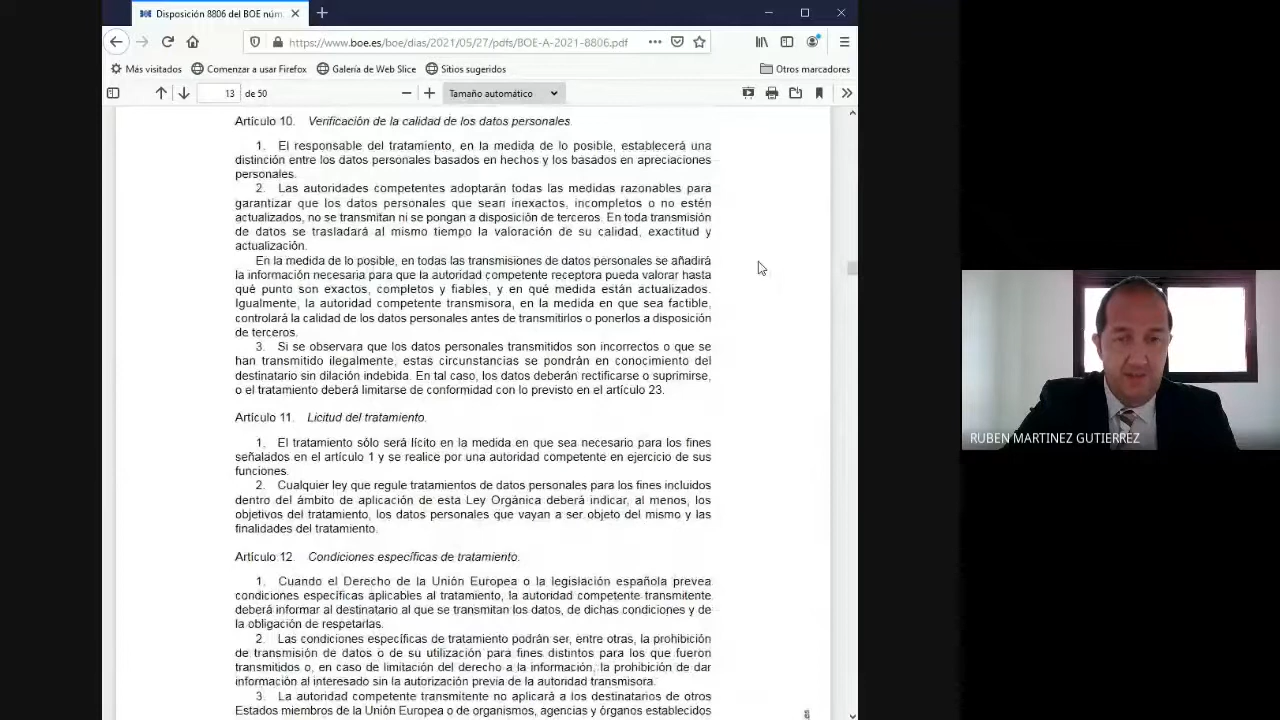 Disposición 8806 del BOE núm.
https://www.boe.es/boe/dias/2021/05/27/pdfs/BOE-A-2021-8806.pdf
Más visitados Comenzar a usar Firefox Galería de Web Slice Sitios sugeridos Otros marcadores
13 de 50 Tamaño automático
Artículo 10. Verificación de la calidad de los datos personales.
1. El responsable del tratamiento, en la medida de lo posible, establecerá una
distinción entre los datos personales basados en hechos y los basados en apreciaciones
personales.
2. Las autoridades competentes adoptarán todas las medidas razonables para
garantizar que los datos personales que sean inexactos, incompletos o no estén
actualizados, no se transmitan ni se pongan a disposición de terceros. En toda transmisión
de datos se trasladará al mismo tiempo la valoración de su calidad, exactitud y
actualización.
En la medida de lo posible, en todas las transmisiones de datos personales se añadirá
la información necesaria para que la autoridad competente receptora pueda valorar hasta
qué punto son exactos, completos y fiables, y en qué medida están actualizados.
Igualmente, la autoridad competente transmisora, en la medida en que sea factible,
controlará la calidad de los datos personales antes de transmitirlos o ponerlos a disposición
de terceros.
3. Si se observara que los datos personales transmitidos son incorrectos o que se
han transmitido ilegalmente, estas circunstancias se pondrán en conocimiento del
destinatario sin dilación indebida. En tal caso, los datos deberán rectificarse o suprimirse,
o el tratamiento deberá limitarse de conformidad con lo previsto en el artículo 23.
Artículo 11. Licitud del tratamiento.
1. El tratamiento sólo será lícito en la medida en que sea necesario para los fines
señalados en el artículo 1 y se realice por una autoridad competente en ejercicio de sus
funciones.
2. Cualquier ley que regule tratamientos de datos personales para los fines incluidos
dentro del ámbito de aplicación de esta Ley Orgánica deberá indicar, al menos, los
objetivos del tratamiento, los datos personales que vayan a ser objeto del mismo y las
finalidades del tratamiento.
Artículo 12. Condiciones específicas de tratamiento.
1. Cuando el Derecho de la Unión Europea o la legislación española prevea
condiciones específicas aplicables al tratamiento, la autoridad competente transmitente
deberá informar al destinatario al que se transmitan los datos, de dichas condiciones y de
la obligación de respetarlas.
2. Las condiciones específicas de tratamiento podrán ser, entre otras, la prohibición
de transmisión de datos o de su utilización para fines distintos para los que fueron
transmitidos o, en caso de limitación del derecho a la información, la prohibición de dar
información al interesado sin la autorización previa de la autoridad transmisora.
3. La autoridad competente transmitente no aplicará a los destinatarios de otros
Estados miembros de la Unión Europea o de organismos, agencias y órganos establecidos
RUBEN MARTINEZ GUTIERREZ